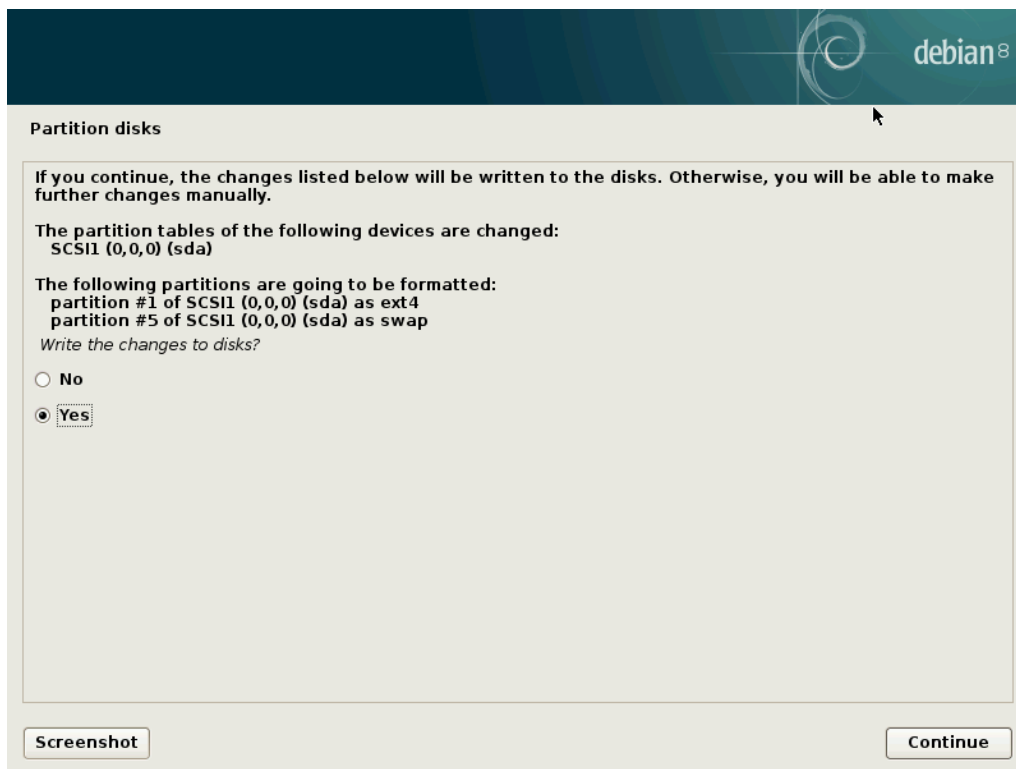 debian 8
Partition disks
If you continue, the changes listed below will be written to the disks. Otherwise, you will be able to make
further changes manually.
The partition tables of the following devices are changed:
SCSI1 (0,0,0) (sda)
The following partitions are going to be formatted:
partition #1 of SCSI1 (0,0,0) (sda) as ext4
partition #5 of SCSI1 (0,0,0) (sda) as swap
Write the changes to disks?
No
Yes
Screenshot
Continue